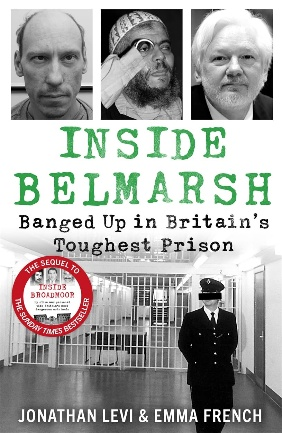 INSIDE
BELMARSH
Banged Up in Britain's
Toughest Prison
THE SEQUEL TO
INSIDE
BROADMOOR
THE SUNDAY TIMES BESTSELLER
JONATHAN LEVI & EMMA FRENCH